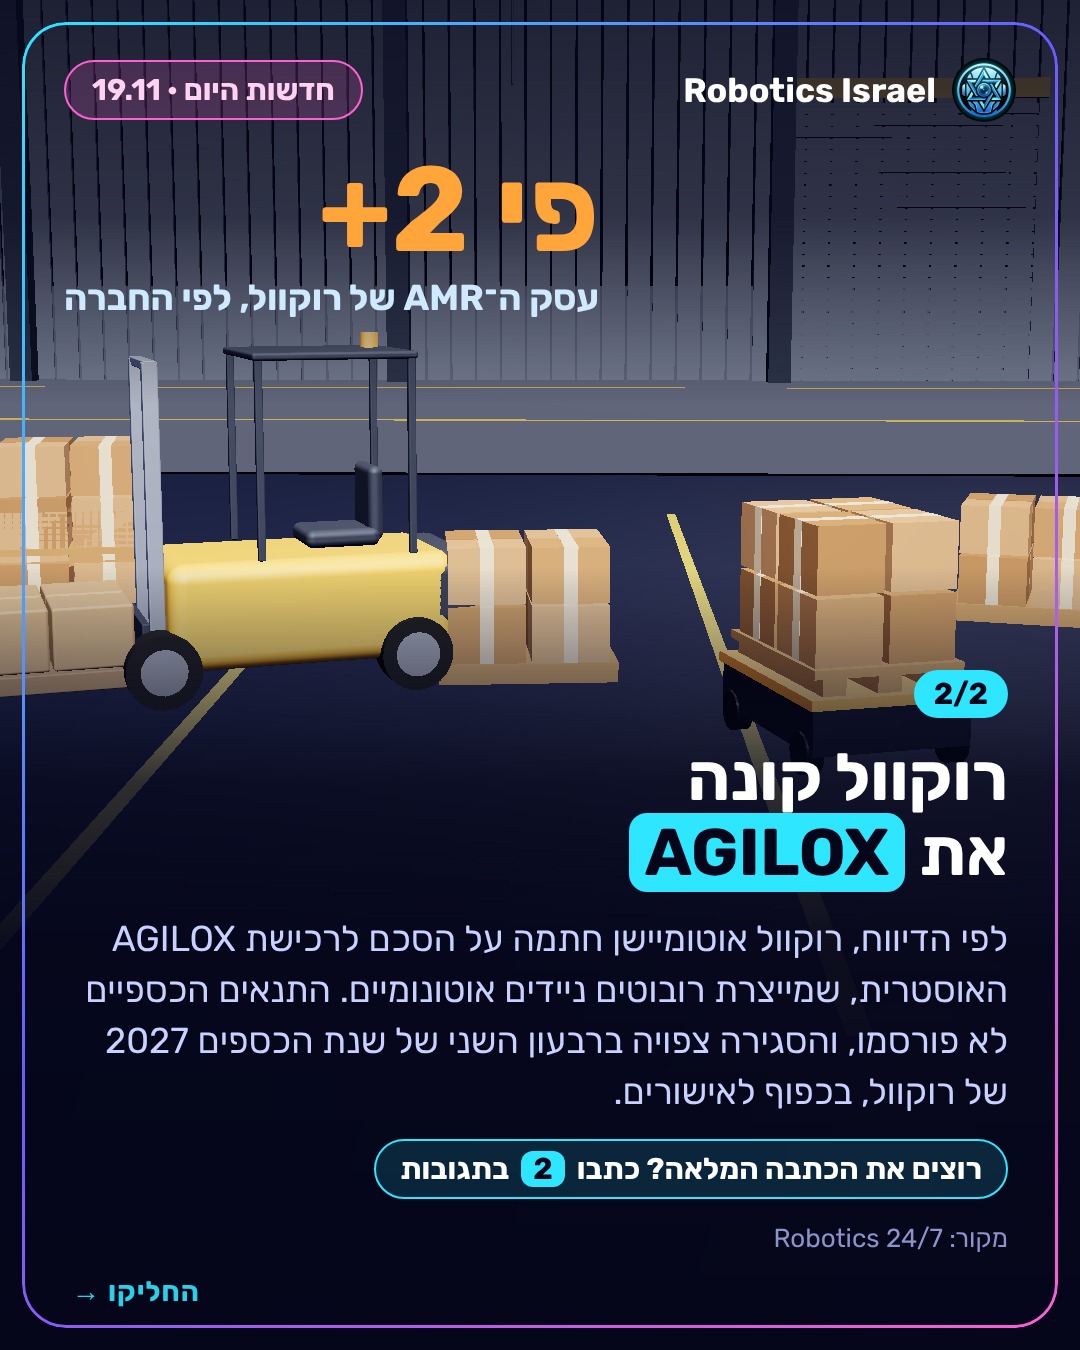 Robotics Israel
חדשות היום • 19.11
פי 2+
עסק ה־AMR של רוקוול, לפי החברה
2/2
רוקוול קונה
את AGILOX
לפי הדיווח, רוקוול אוטומיישן חתמה על הסכם לרכישת AGILOX
האוסטרית, שמייצרת רובוטים ניידים אוטונומיים. התנאים הכספיים
לא פורסמו, והסגירה צפויה ברבעון השני של שנת הכספים 2027
של רוקוול, בכפוף לאישורים.
רוצים את הכתבה המלאה? כתבו 2 בתגובות
מקור: Robotics 24/7
החליקו →